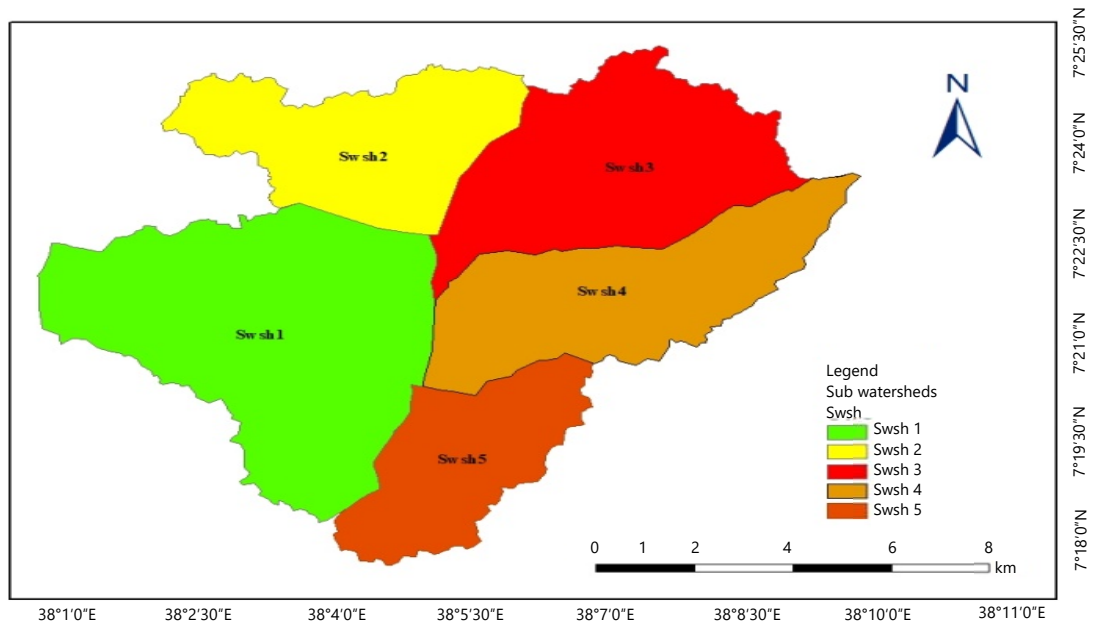 7°25′30″N
N
Sw sh 2
7°24′0″N
Sw sh 3
7°22′3.0″N
Sw sh 4
Sw sh 1
7°21′0″N
Legend
Sub watersheds
Swsh_
Swsh 1
Swsh 2
Swsh 3
Swsh 4
Swsh 5
Sw sh 5
7°19′30″N
7°18′0″N
0 1 2 4 6 8
km
38°1′0″E 38°2′30″E 38°4′0″E 38°5′30″E 38°7′0″E 38°8′30″E 38°10′0″E 38°11′0″E